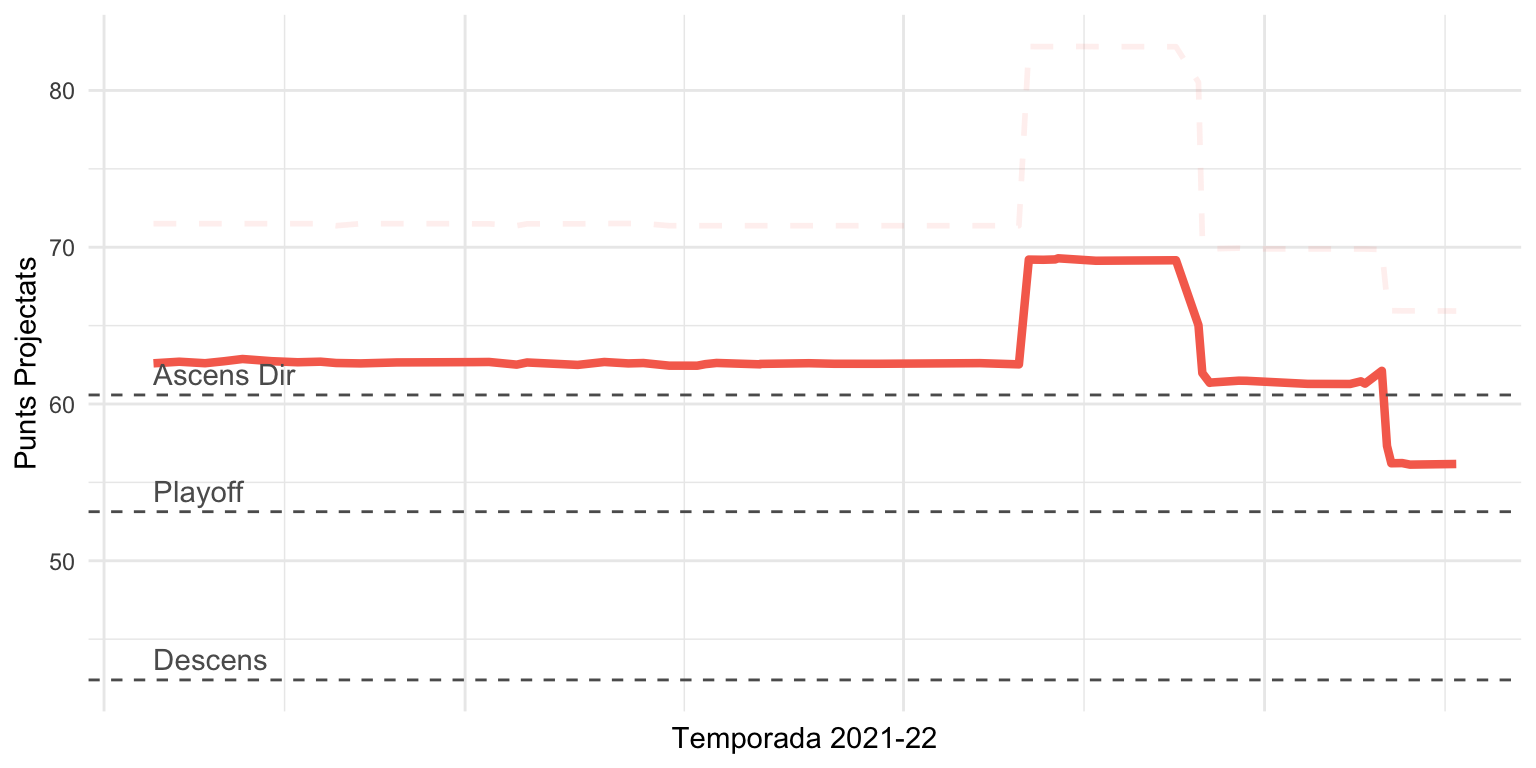 80
70
60
50
Punts Projectats
Ascens Dir
Playoff
Descens
Temporada 2021-22